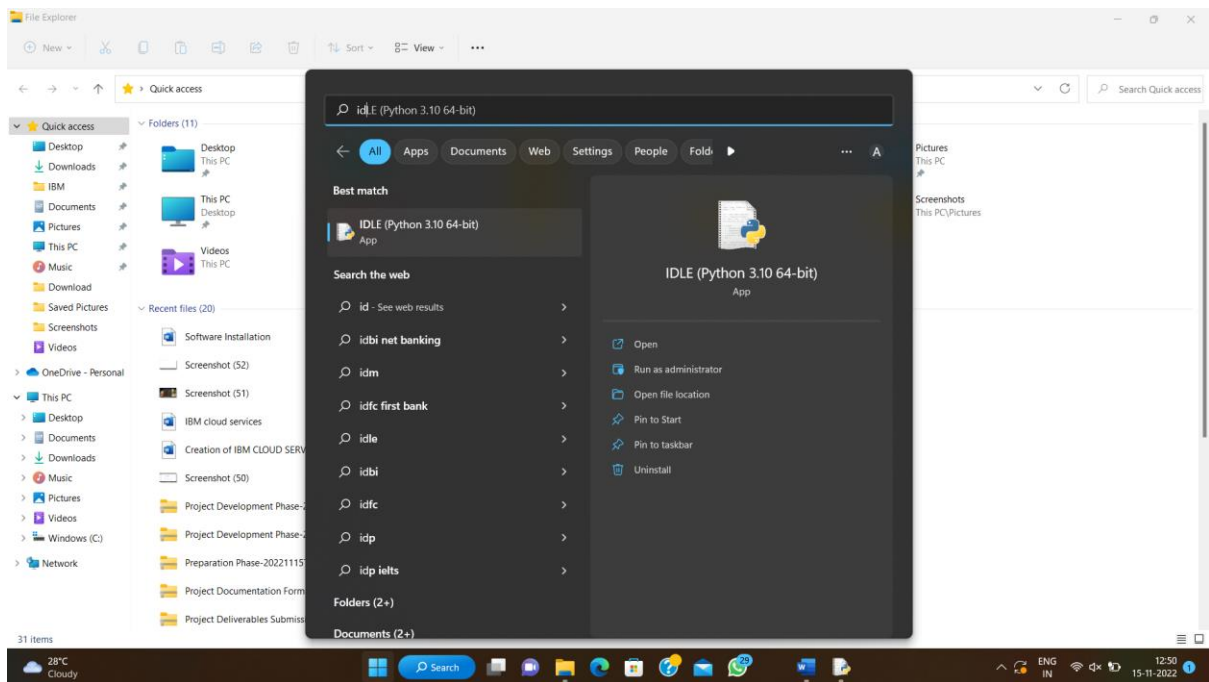 File Explorer
New
Sort
View
Quick access
Search Quick access
Quick access
Desktop
Downloads
IBM
Documents
Pictures
This PC
Music
Download
Saved Pictures
Screenshots
Videos
OneDrive - Personal
This PC
Desktop
Documents
Downloads
Music
Pictures
Videos
Windows (C:)
Network
Folders (11)
Desktop
This PC
This PC
Desktop
Videos
This PC
Recent files (20)
Software Installation
Screenshot (52)
Screenshot (51)
IBM cloud services
Creation of IBM CLOUD SERV
Screenshot (50)
Project Development Phase-
Project Development Phase-
Preparation Phase-20221115
Project Documentation Form
Project Deliverables Submiss
idLE (Python 3.10 64-bit)
All Apps Documents Web Settings People Fold
A
Best match
IDLE (Python 3.10 64-bit)
App
Search the web
id - See web results
idbi net banking
idm
idfc first bank
idle
idbi
idfc
idp
idp ielts
Folders (2+)
Documents (2+)
IDLE (Python 3.10 64-bit)
App
Open
Run as administrator
Open file location
Pin to Start
Pin to taskbar
Uninstall
Pictures
This PC
Screenshots
This PC\Pictures
31 items
28°C
Cloudy
Search
29
ENG
IN
12:50
15-11-2022
1